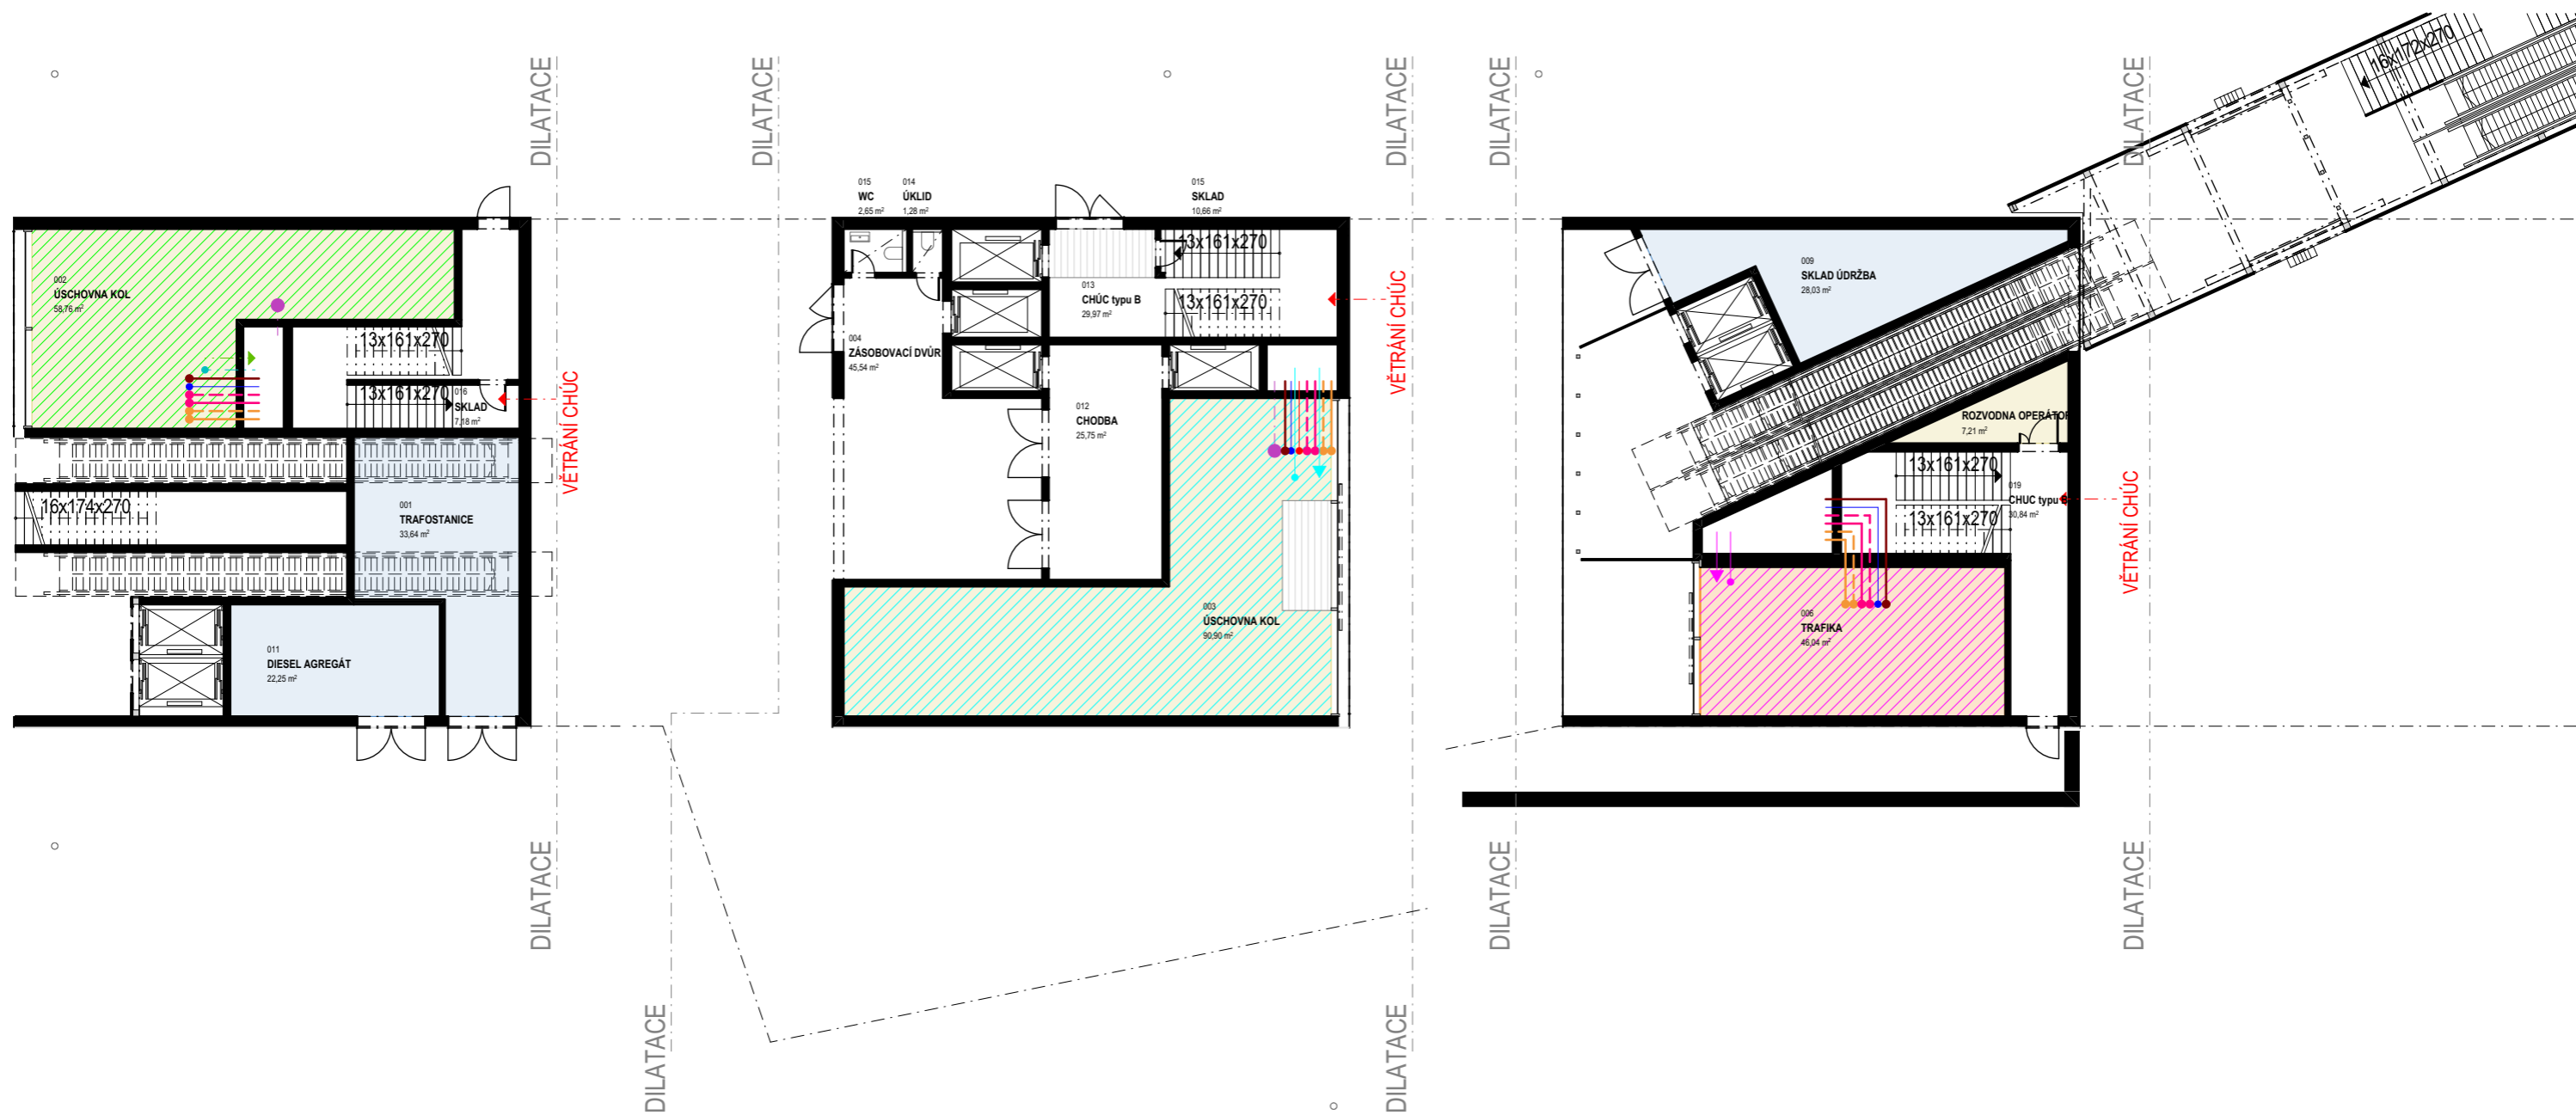 DILATACE
DILATACE
DILATACE
DILATACE
DILATACE
16x172x270
002
ÚSCHOVNA KOL
58,76 m²
13x161x270
13x161x270
016
SKLAD
7,18 m²
VĚTRÁNÍ CHÚC
16x174x270
001
TRAFOSTANICE
33,64 m²
011
DIESEL AGREGÁT
22,25 m²
015
WC
2,65 m²
014
ÚKLID
1,28 m²
015
SKLAD
10,66 m²
13x161x270
013
CHÚC typu B
29,97 m²
13x161x270
VĚTRÁNÍ CHÚC
004
ZÁSOBOVACÍ DVŮR
45,54 m²
012
CHODBA
25,75 m²
003
ÚSCHOVNA KOL
90,90 m²
009
SKLAD ÚDRŽBA
28,03 m²
ROZVODNA OPERÁTOR
7,21 m²
13x161x270
019
CHUC typu B
30,84 m²
13x161x270
VĚTRÁNÍ CHÚC
006
TRAFIKA
46,04 m²
DILATACE
DILATACE
DILATACE
DILATACE
DILATACE